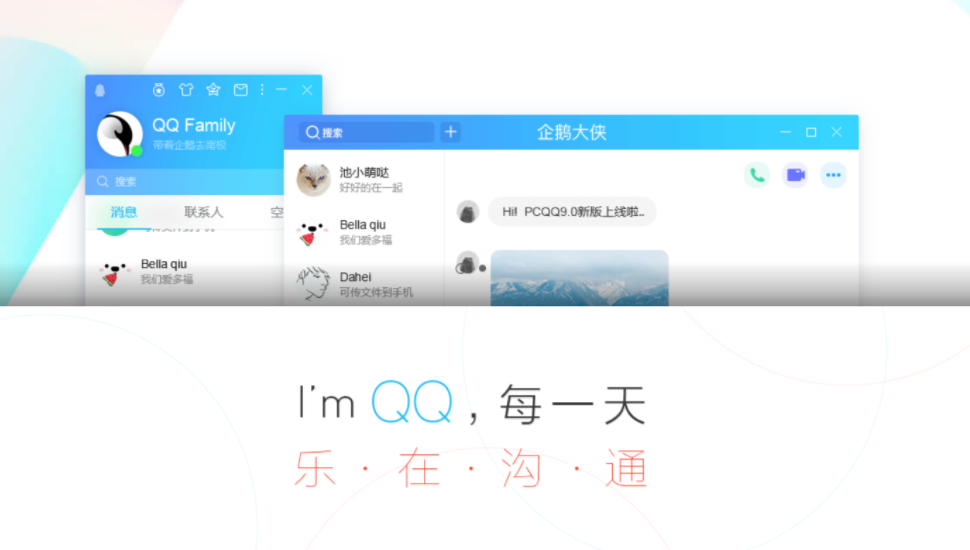 QQ Family
带着企鹅去南极
搜索
消息 联系人 空
Bella qiu
我们爱多福
搜索
企鹅大侠
池小萌哒
好好的在一起
Bella qiu
我们爱多福
Dahei
可传文件到手机
Hi! PCQQ9.0新版上线啦..
I'm QQ , 每一天
乐·在·沟·通